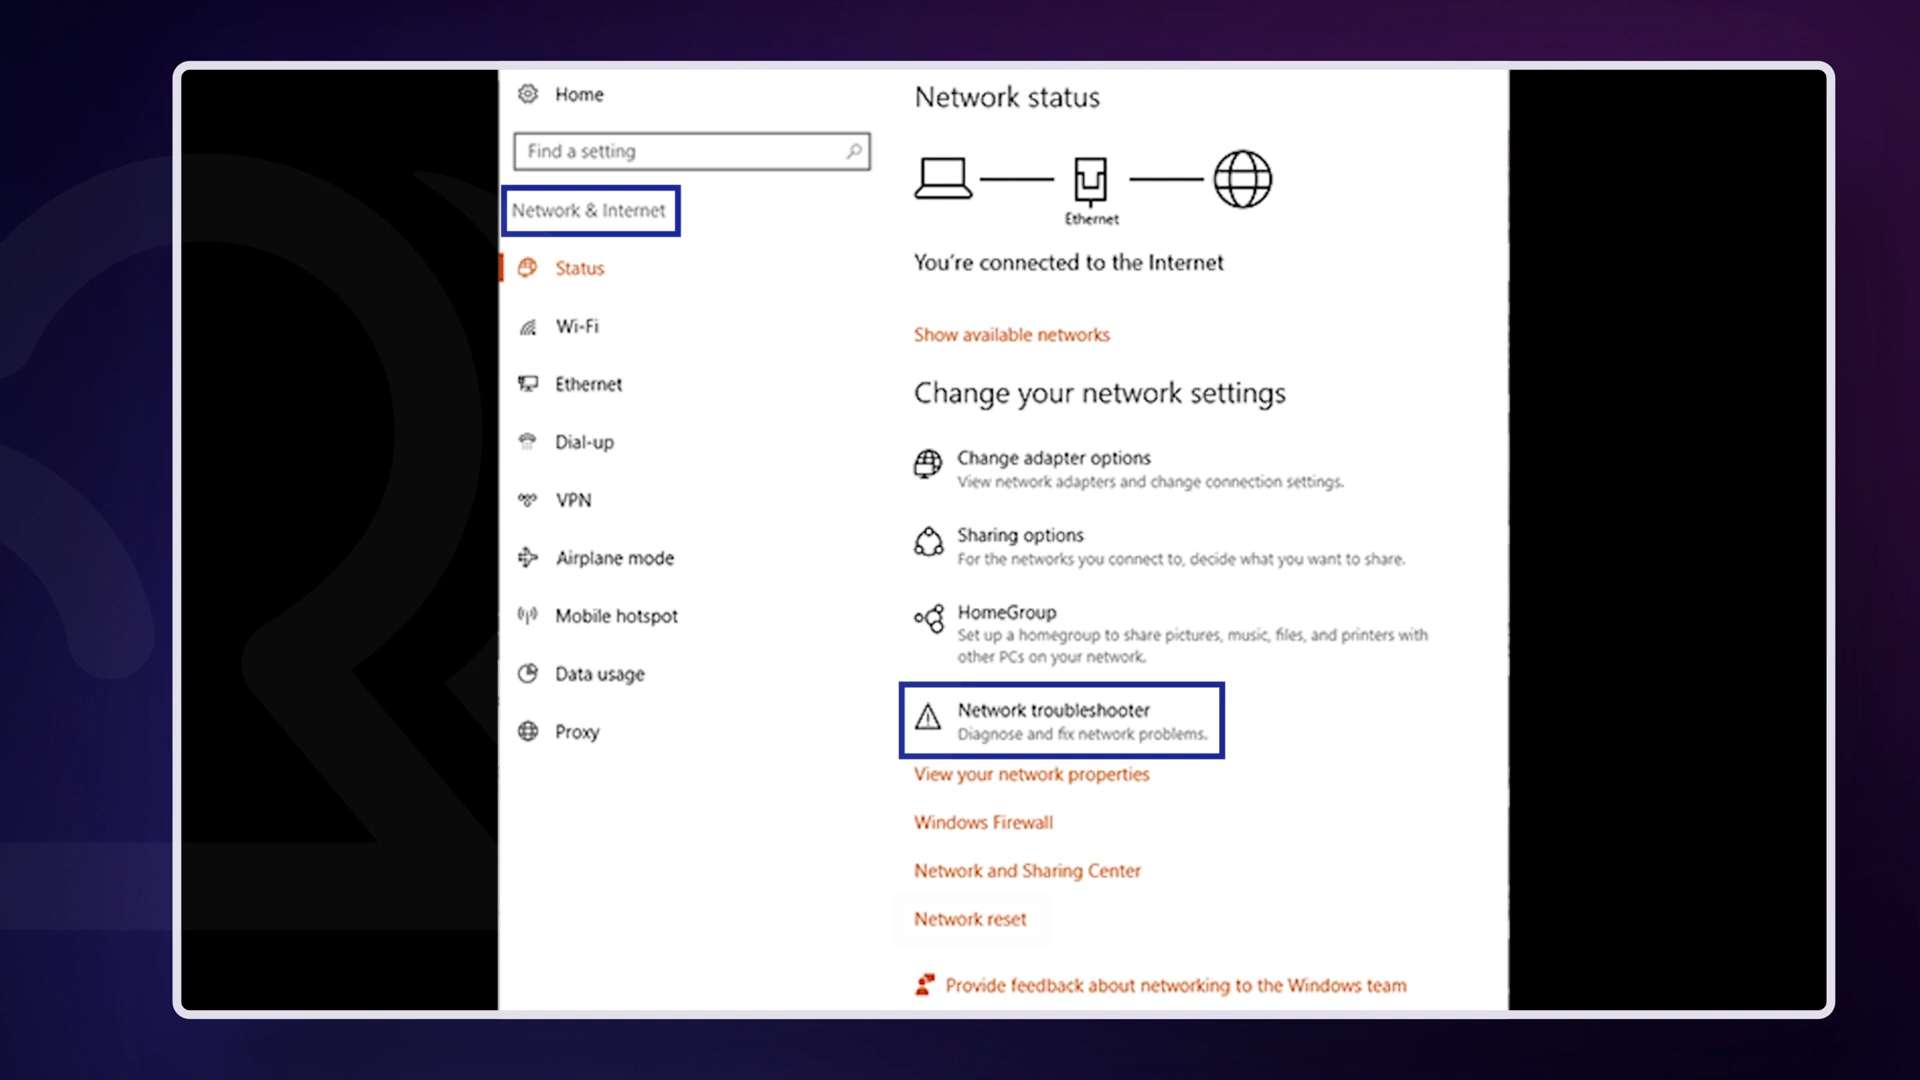 Home
Find a setting
Network & Internet
Status
Wi-Fi
Ethernet
Dial-up
VPN
Airplane mode
Mobile hotspot
Data usage
Proxy
Network status
Ethernet
You're connected to the Internet
Show available networks
Change your network settings
Change adapter options
View network adapters and change connection settings.
Sharing options
For the networks you connect to, decide what you want to share.
HomeGroup
Set up a homegroup to share pictures, music, files, and printers with
other PCs on your network.
Network troubleshooter
Diagnose and fix network problems.
View your network properties
Windows Firewall
Network and Sharing Center
Network reset
Provide feedback about networking to the Windows team